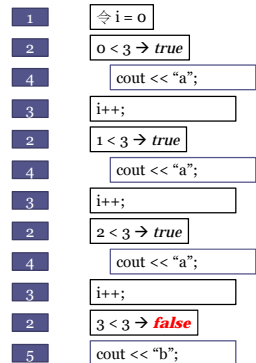 1 令 i = 0
2 0 < 3 → true
4 cout << “a”;
3 i++;
2 1 < 3 → true
4 cout << “a”;
3 i++;
2 2 < 3 → true
4 cout << “a”;
3 i++;
2 3 < 3 → false
5 cout << “b”;